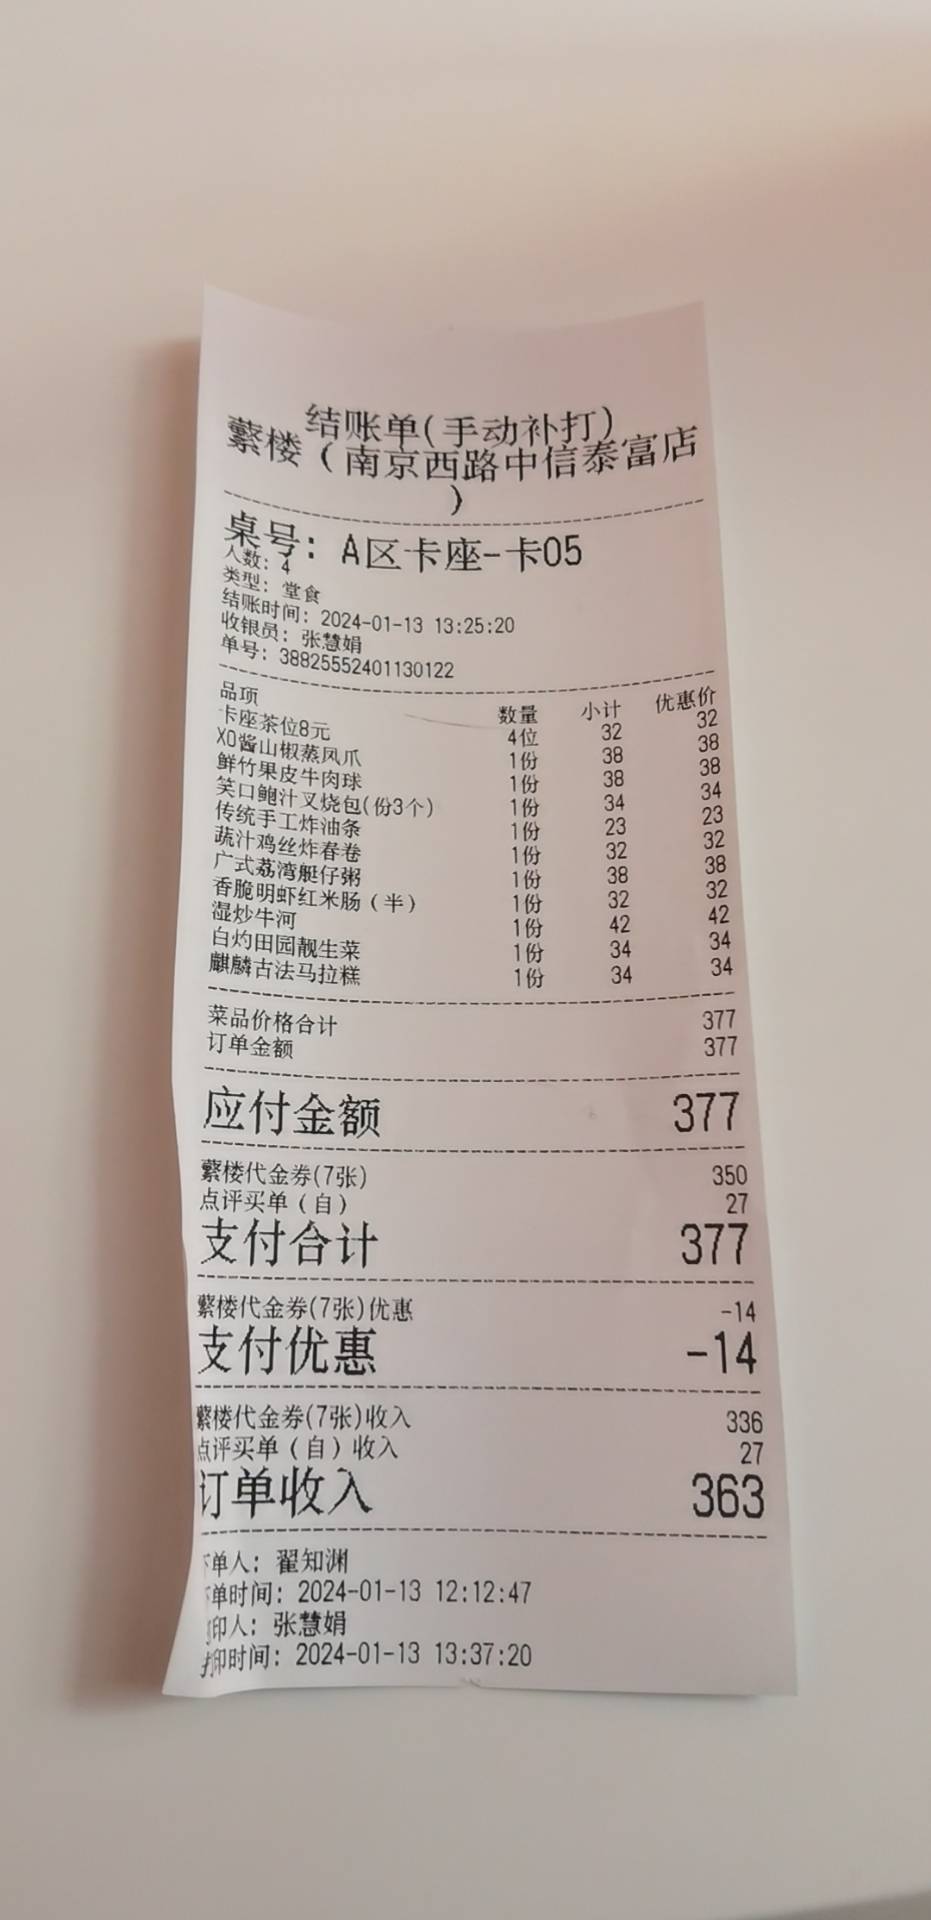 结账单(手动补打)
蘩楼（南京西路中信泰富店
）
桌号: A区卡座-卡05
人数: 4
类型: 堂食
结账时间: 2024-01-13 13:25:20
收银员: 张慧娟
单号: 38825552401130122
品项 数量 小计 优惠价
卡座茶位8元 4位 32 32
XO酱山椒蒸凤爪 1份 38 38
鲜竹果皮牛肉球 1份 38 38
笑口鲍汁叉烧包(份3个) 1份 34 34
传统手工炸油条 1份 23 23
蔬汁鸡丝炸春卷 1份 32 32
广式荔湾艇仔粥 1份 38 38
香脆明虾红米肠（半） 1份 32 32
湿炒牛河 1份 42 42
白灼田园靓生菜 1份 34 34
麒麟古法马拉糕 1份 34 34
菜品价格合计 377
订单金额 377
应付金额 377
蘩楼代金券(7张) 350
点评买单（自） 27
支付合计 377
蘩楼代金券(7张)优惠 -14
支付优惠 -14
蘩楼代金券(7张)收入 336
点评买单（自）收入 27
订单收入 363
下单人: 翟知渊
下单时间: 2024-01-13 12:12:47
打印人: 张慧娟
打印时间: 2024-01-13 13:37:20